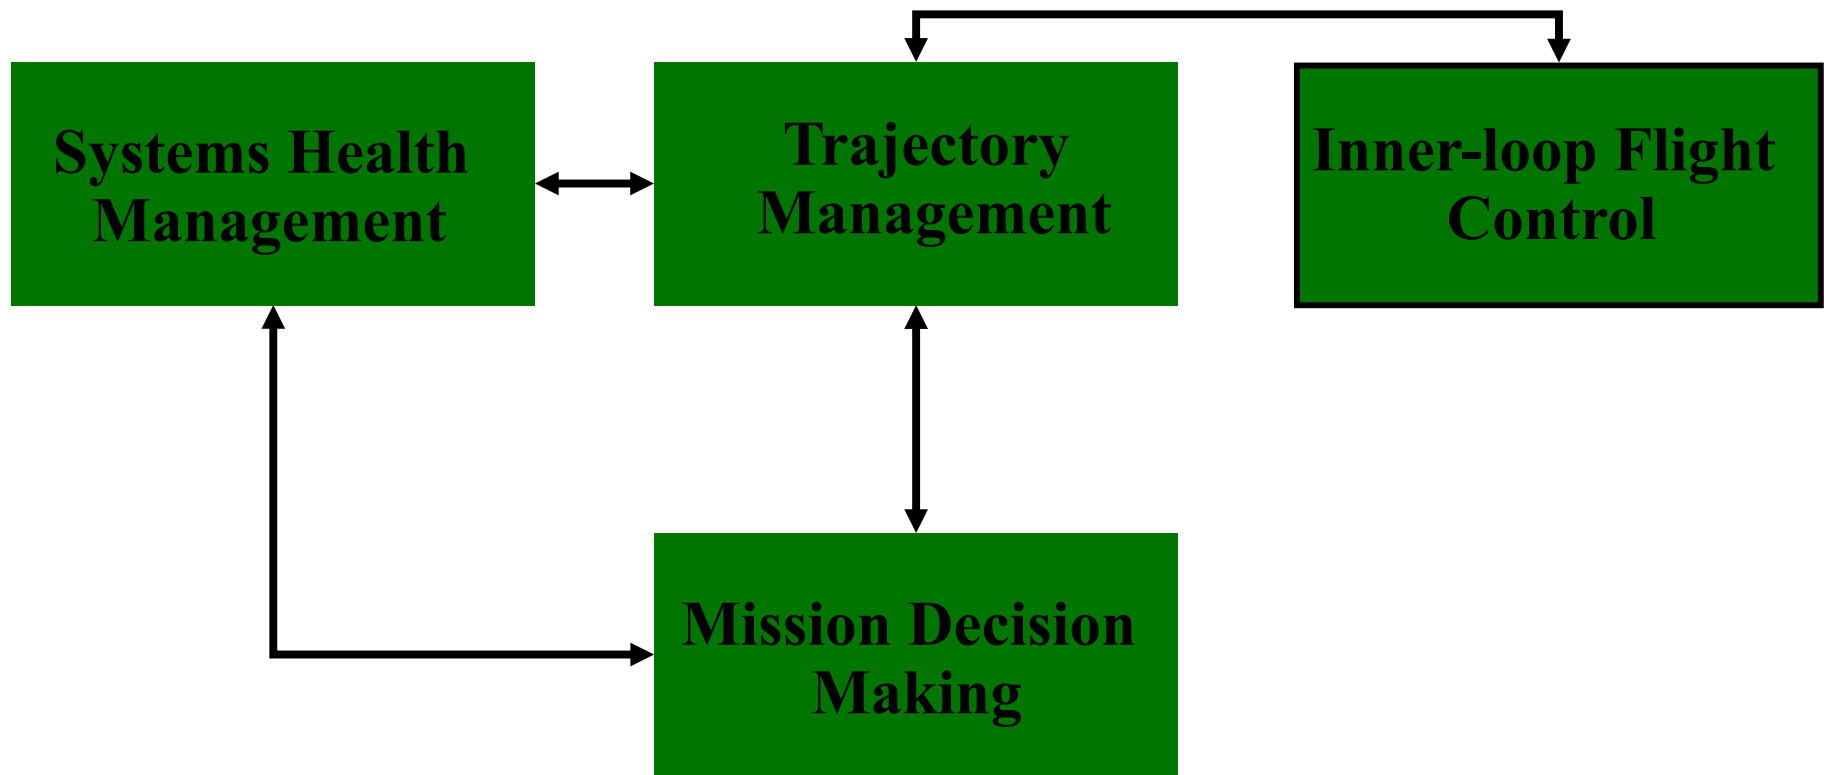 Systems Health
Management
Trajectory
Management
Inner-loop Flight
Control
Mission Decision
Making